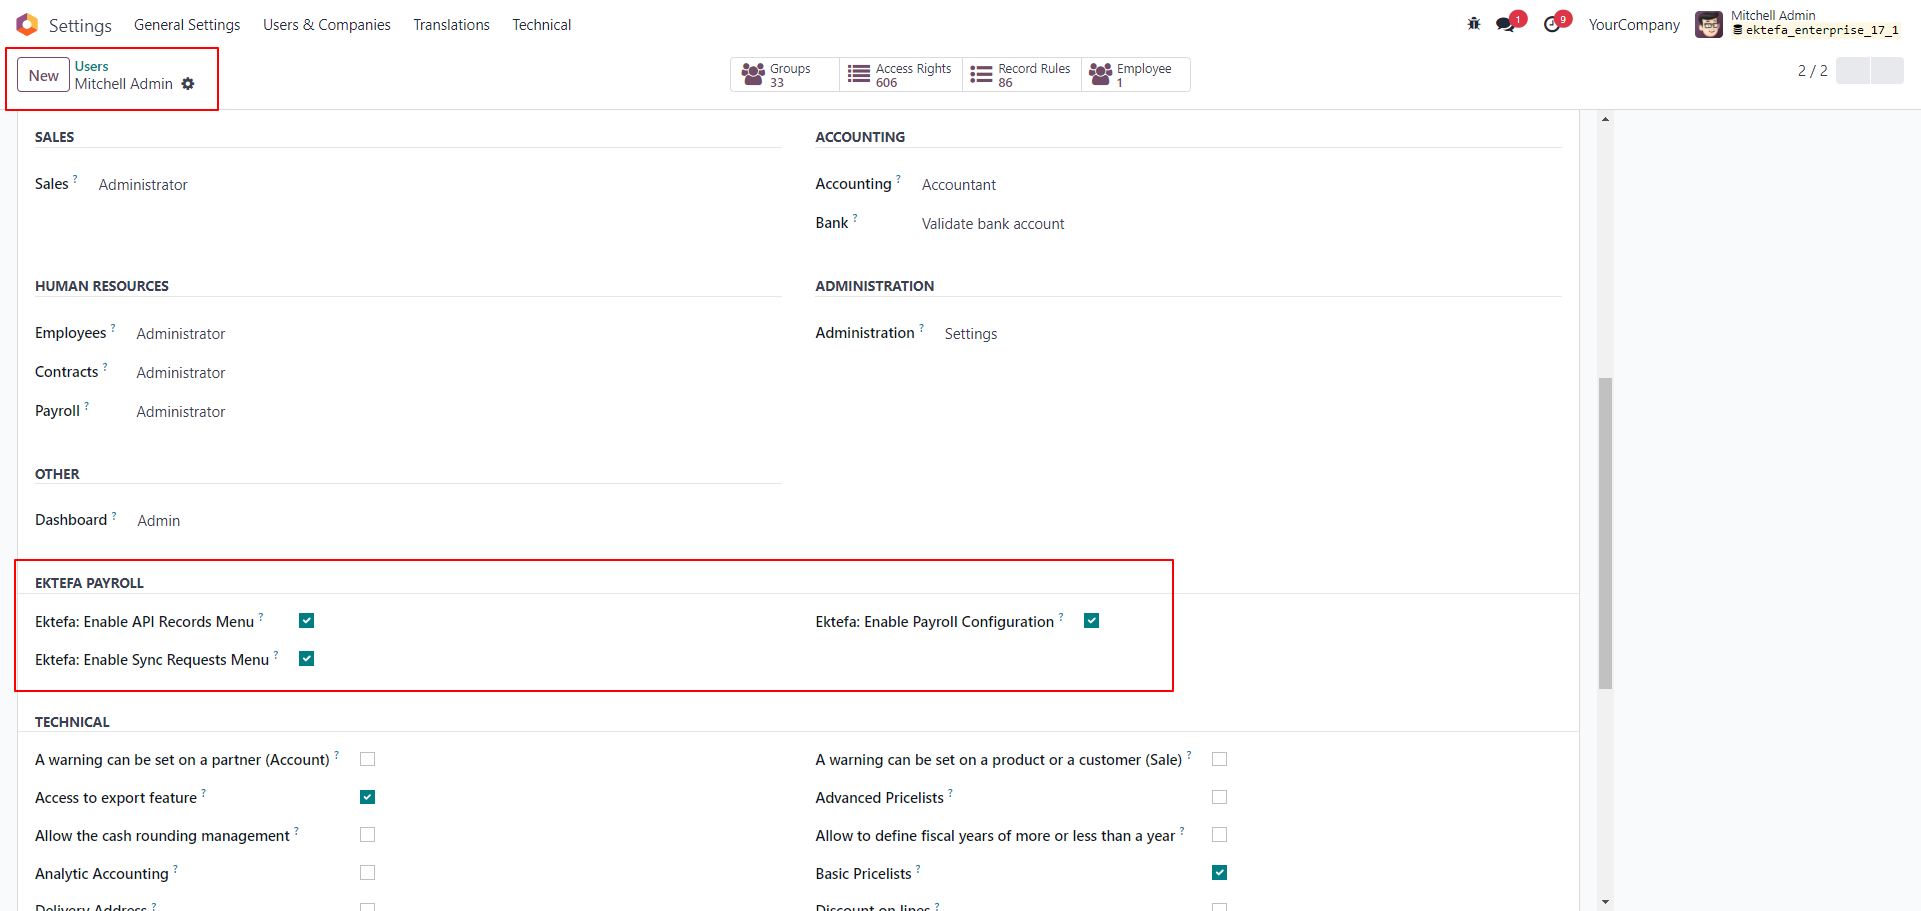 Settings General Settings Users & Companies Translations Technical 1 9 YourCompany Mitchell Admin
ektefa_enterprise_17_1
New Users
Mitchell Admin
Groups 33 Access Rights 606 Record Rules 86 Employee 1
2 / 2
SALES
Sales ? Administrator
ACCOUNTING
Accounting ? Accountant
Bank ? Validate bank account
HUMAN RESOURCES
Employees ? Administrator
Contracts ? Administrator
Payroll ? Administrator
ADMINISTRATION
Administration ? Settings
OTHER
Dashboard ? Admin
EKTEFA PAYROLL
Ektefa: Enable API Records Menu ?
Ektefa: Enable Payroll Configuration ?
Ektefa: Enable Sync Requests Menu ?
TECHNICAL
A warning can be set on a partner (Account) ?
A warning can be set on a product or a customer (Sale) ?
Access to export feature ?
Advanced Pricelists ?
Allow the cash rounding management ?
Allow to define fiscal years of more or less than a year ?
Analytic Accounting ?
Basic Pricelists ?
Delivery Address ?
Discount on lines ?